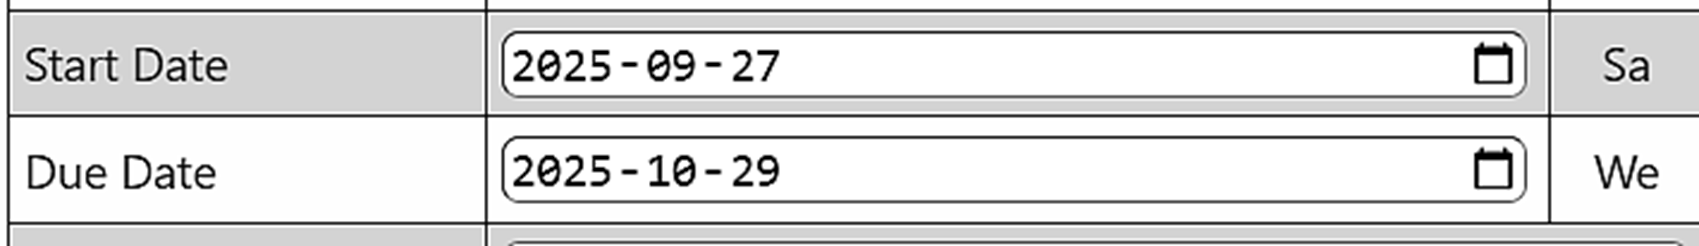 Start Date 2025-09-27 Sa
Due Date 2025-10-29 We